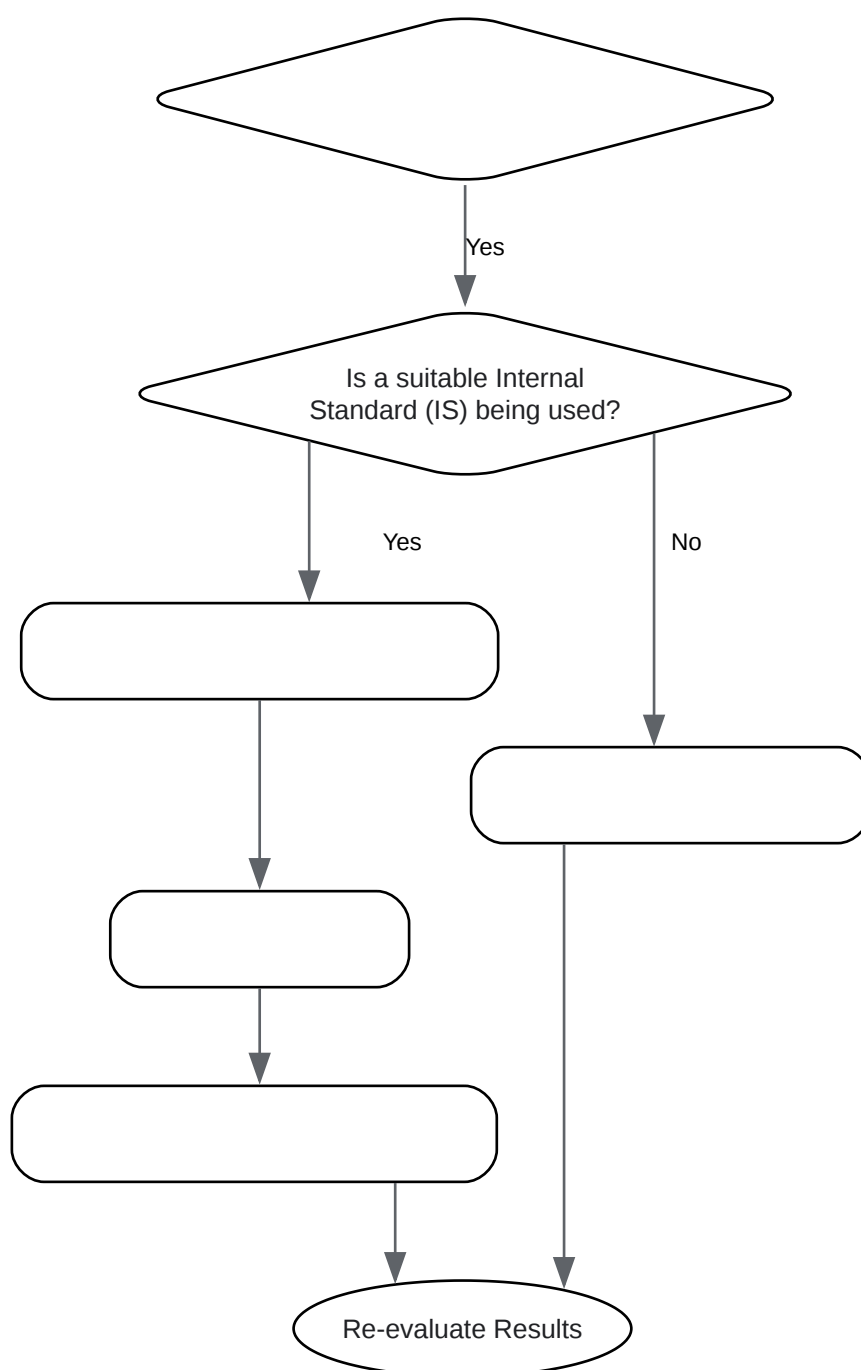 Yes
Is a suitable Internal
Standard (IS) being used?
Yes
No
Re-evaluate Results